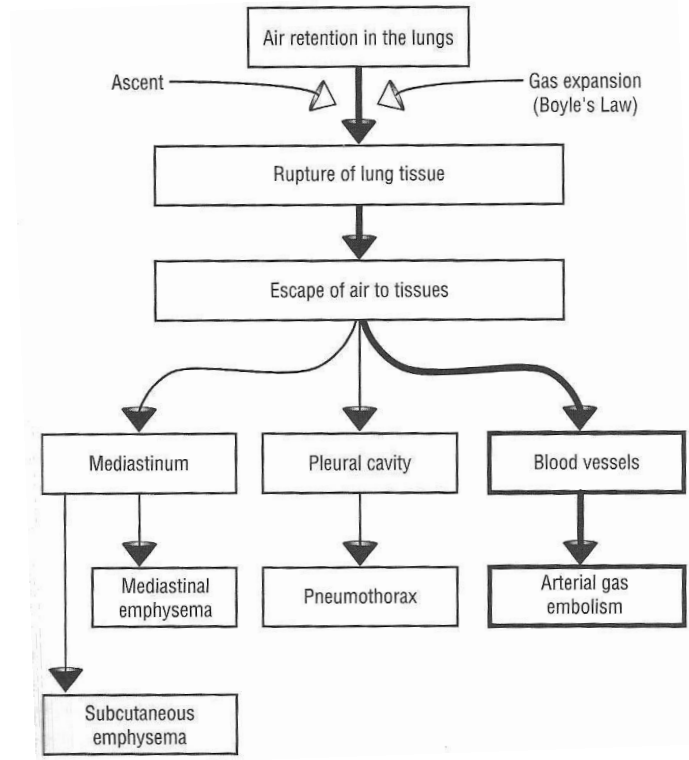 Air retention in the lungs
Ascent
Gas expansion
(Boyle's Law)
Rupture of lung tissue
Escape of air to tissues
Mediastinum
Pleural cavity
Blood vessels
Mediastinal
emphysema
Pneumothorax
Arterial gas
embolism
Subcutaneous
emphysema